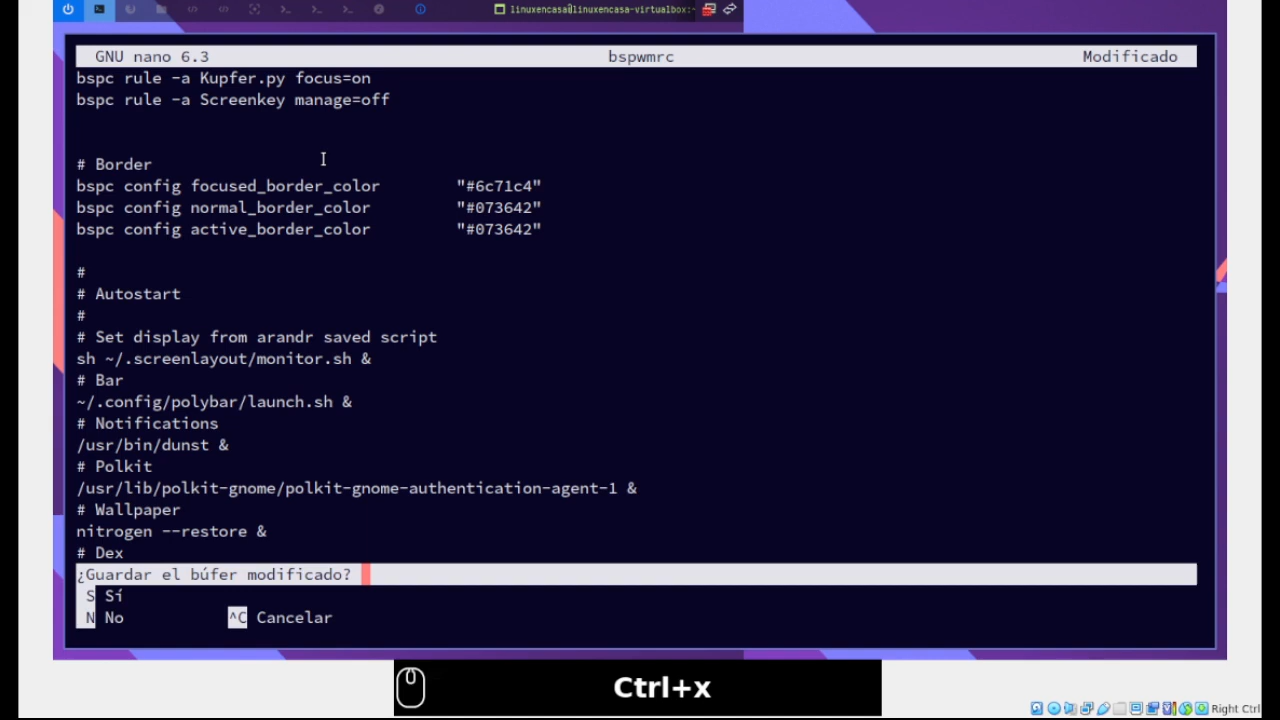 linuxencasa@linuxencasa-virtualbox:~
GNU nano 6.3 bspwmrc Modificado
bspc rule -a Kupfer.py focus=on
bspc rule -a Screenkey manage=off
# Border
bspc config focused_border_color "#6c71c4"
bspc config normal_border_color "#073642"
bspc config active_border_color "#073642"
#
# Autostart
#
# Set display from arandr saved script
sh ~/.screenlayout/monitor.sh &
# Bar
~/.config/polybar/launch.sh &
# Notifications
/usr/bin/dunst &
# Polkit
/usr/lib/polkit-gnome/polkit-gnome-authentication-agent-1 &
# Wallpaper
nitrogen --restore &
# Dex
¿Guardar el búfer modificado?
S Sí
N No ^C Cancelar
Ctrl+x
Right Ctrl